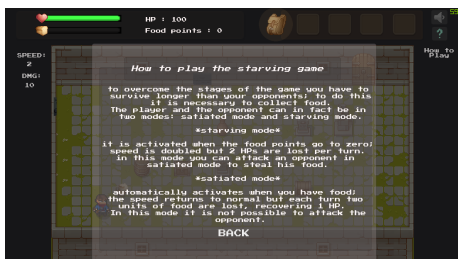 HP : 100
Food points : 0
59
?
SPEED:
2
DMG:
10
How to
Play
How to play the starving game
to overcome the stages of the game you have to
survive longer than your opponents; to do this
it is necessary to collect food.
The player and the opponent can in fact be in
two modes: satiated mode and starving mode.
*starving mode*
it is activated when the food points go to zero;
speed is doubled but 2 HPs are lost per turn.
in this mode you can attack an opponent in
satiated mode to steal his food.
*satiated mode*
automatically activates when you have food;
the speed returns to normal but each turn two
units of food are lost, recovering 1 HP.
In this mode it is not possible to attack the
opponent.
BACK